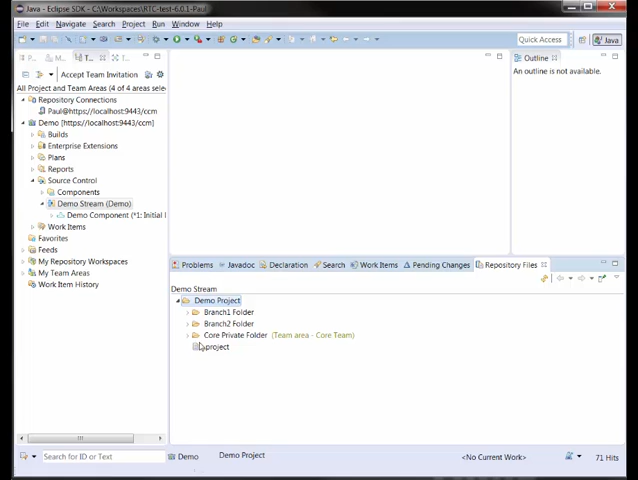 Java - Eclipse SDK - C:\Workspaces\RTC-test-6.0.1-Paul
File Edit Navigate Search Project Run Window Help
Quick Access Java
P... M... T... T... Outline
Accept Team Invitation An outline is not available.
All Project and Team Areas (4 of 4 areas selec
Repository Connections
Paul@https://localhost:9443/ccm
Demo [https://localhost:9443/ccm]
Builds
Enterprise Extensions
Plans
Reports
Source Control
Components
Demo Stream (Demo)
Demo Component (*1: Initial I
Work Items
Favorites
Feeds
My Repository Workspaces
My Team Areas
Work Item History
Problems Javadoc Declaration Search Work Items Pending Changes Repository Files
Demo Stream
Demo Project
Branch1 Folder
Branch2 Folder
Core Private Folder (Team area - Core Team)
.project
Search for ID or Text Demo Demo Project <No Current Work> 71 Hits